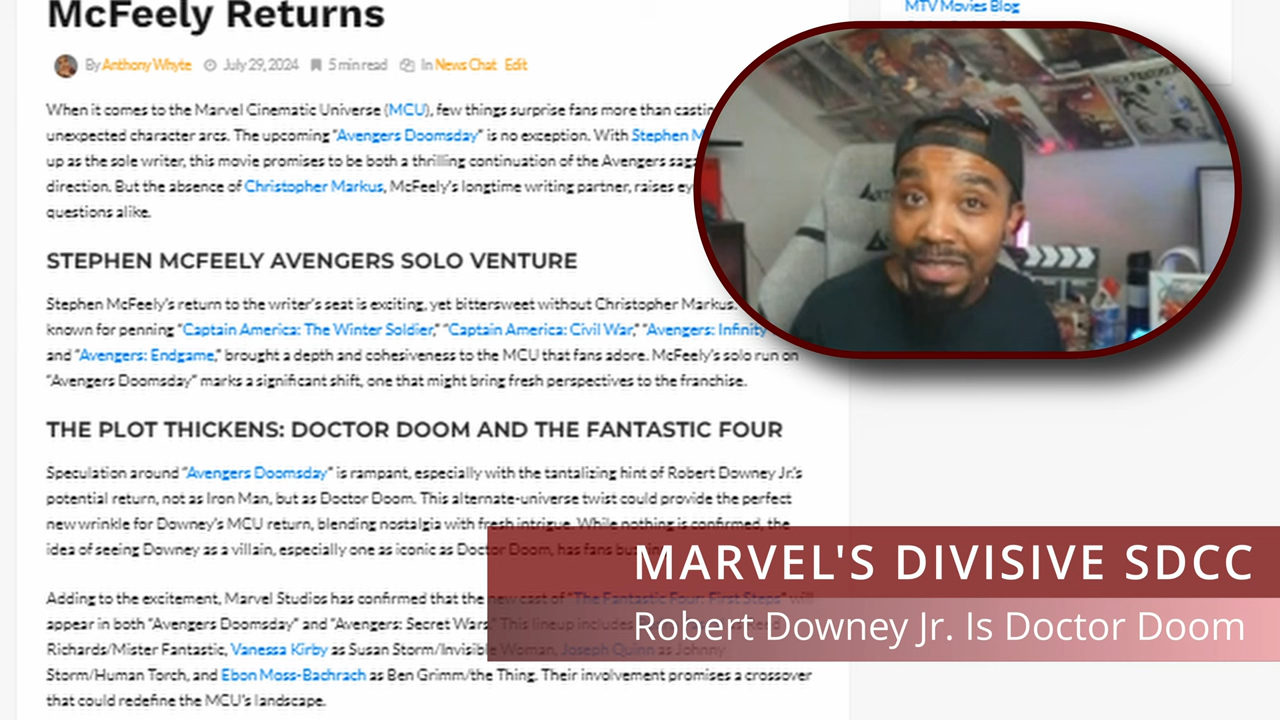 McFeely Returns
By Anthony Whyte July 29, 2024 5 min read In News Chat Edit
MTV Movies Blog
When it comes to the Marvel Cinematic Universe (MCU), few things surprise fans more than
unexpected character arcs. The upcoming "Avengers Doomsday" is no exception. With Stephen
up as the sole writer, this movie promises to be both a thrilling continuation of the Avengers saga
direction. But the absence of Christopher Markus, McFeely's longtime writing partner, raises
questions alike.
STEPHEN MCFEELY AVENGERS SOLO VENTURE
Stephen McFeely's return to the writer's seat is exciting, yet bittersweet without Christopher Markus.
known for penning "Captain America: The Winter Soldier," "Captain America: Civil War," "Avengers: Infinity
and "Avengers: Endgame," brought a depth and cohesiveness to the MCU that fans adore. McFeely's solo run on
"Avengers Doomsday" marks a significant shift, one that might bring fresh perspectives to the franchise.
THE PLOT THICKENS: DOCTOR DOOM AND THE FANTASTIC FOUR
Speculation around "Avengers Doomsday" is rampant, especially with the tantalizing hint of Robert Downey Jr.'s
potential return, not as Iron Man, but as Doctor Doom. This alternate-universe twist could provide the perfect
new wrinkle for Downey's MCU return, blending nostalgia with fresh intrigue. While nothing is confirmed, the
idea of seeing Downey as a villain, especially one as iconic as Doctor Doom, has fans
Adding to the excitement, Marvel Studios has confirmed that the new cast of "The Fantastic Four: First Steps" will
appear in both "Avengers Doomsday" and "Avengers: Secret Wars." This lineup includes
Richards/Mister Fantastic, Vanessa Kirby as Susan Storm/Invisible Woman, Joseph Quinn as Johnny
Storm/Human Torch, and Ebon Moss-Bachrach as Ben Grimm/the Thing. Their involvement promises a crossover
that could redefine the MCU's landscape.
MARVEL'S DIVISIVE SDCC
Robert Downey Jr. Is Doctor Doom